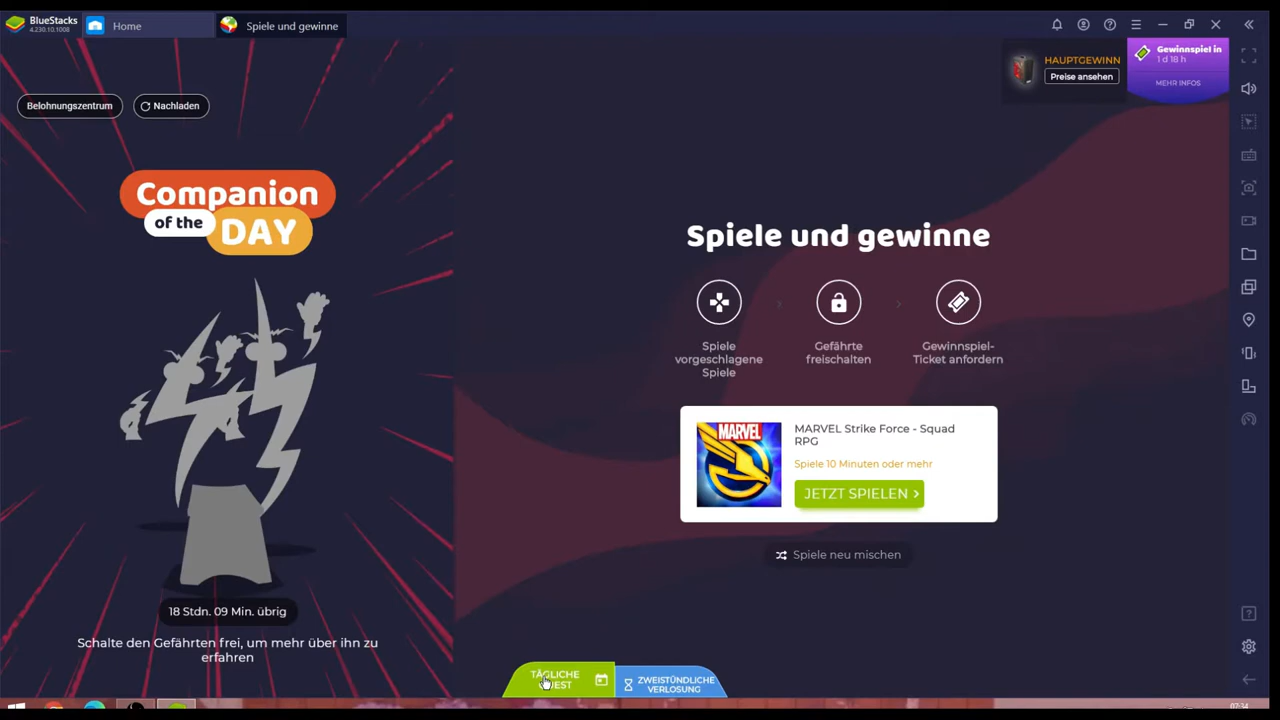 BlueStacks
4.230.10.1008
Home
Spiele und gewinne
HAUPTGEWINN
Preise ansehen
Gewinnspiel in
1 d 18 h
MEHR INFOS
Belohnungszentrum
Nachladen
Companion
of the
DAY
Spiele und gewinne
Spiele
vorgeschlagene
Spiele
Gefährte
freischalten
Gewinnspiel-
Ticket anfordern
MARVEL
MARVEL Strike Force - Squad
RPG
Spiele 10 Minuten oder mehr
JETZT SPIELEN
Spiele neu mischen
18 Stdn. 09 Min. übrig
Schalte den Gefährten frei, um mehr über ihn zu
erfahren
TÄGLICHE
ZWEISTÜNDLICHE
VERLOSUNG
07:34